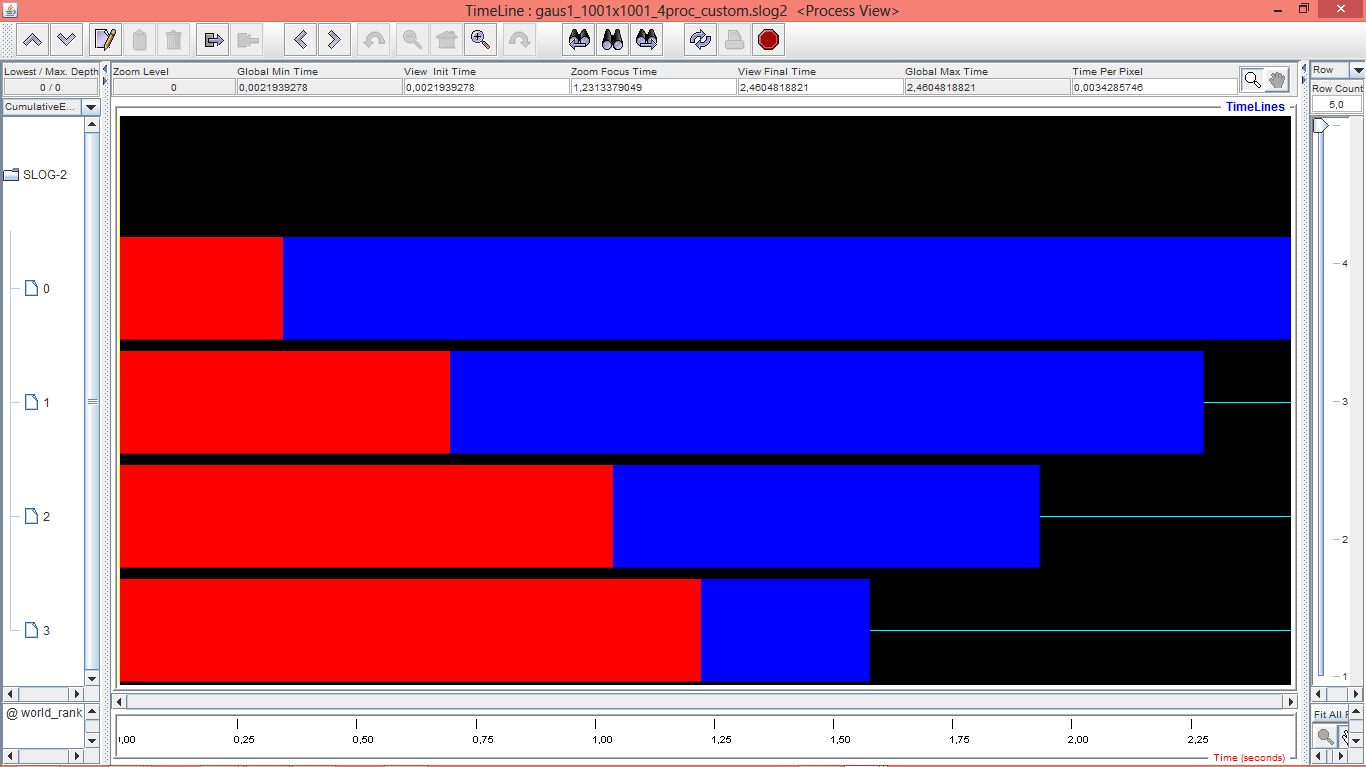 TimeLine : gaus1_1001x1001_4proc_custom.slog2 <Process View>
Lowest / Max. Depth
0 / 0
Zoom Level
0
Global Min Time
0,0021939278
View Init Time
0,0021939278
Zoom Focus Time
1,2313379049
View Final Time
2,4604818821
Global Max Time
2,4604818821
Time Per Pixel
0,0034285746
Row
Row Count
5,0
CumulativeE...
TimeLines
SLOG-2
0
1
2
3
4
3
2
1
@ world_rank
Fit All
,00 0,25 0,50 0,75 1,00 1,25 1,50 1,75 2,00 2,25
Time (seconds)